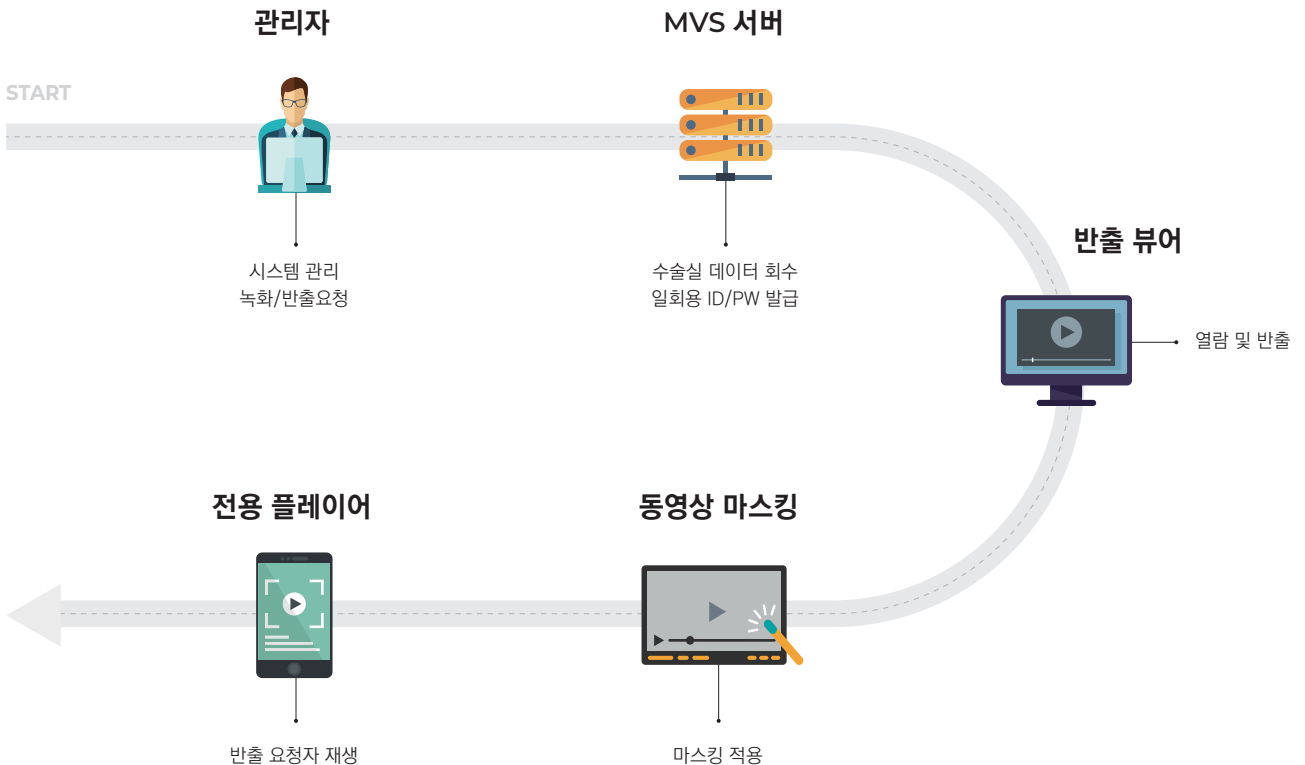 관리자
MVS 서버
START
시스템 관리
녹화/반출요청
수술실 데이터 회수
일회용 ID/PW 발급
반출 뷰어
열람 및 반출
전용 플레이어
동영상 마스킹
반출 요청자 재생
마스킹 적용